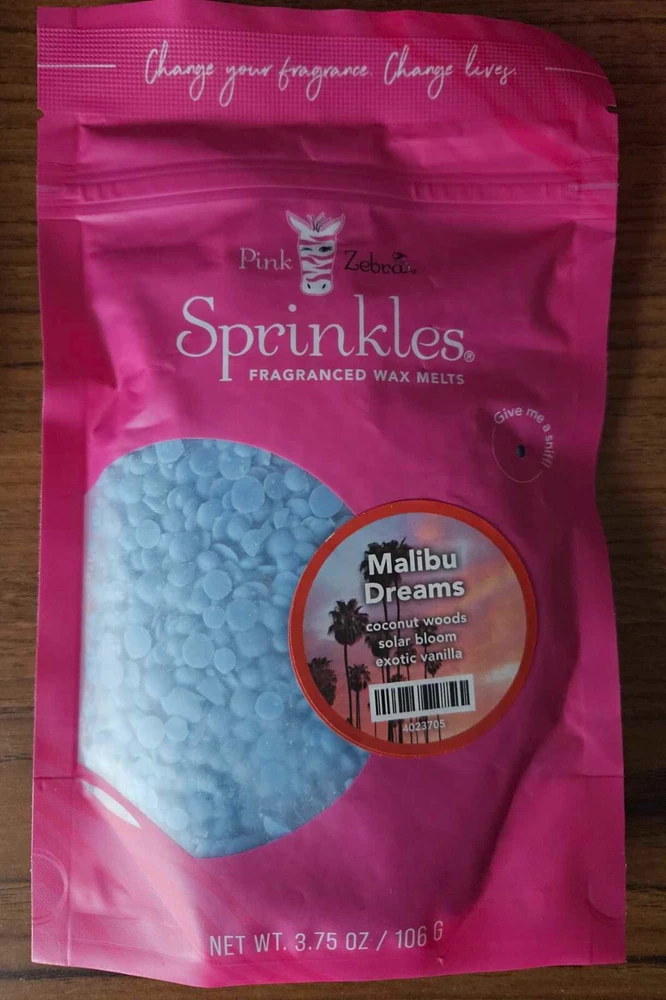 Change your fragrance. Change lives.
Pink Zebra
Sprinkles®
FRAGRANCED WAX MELTS
Give me a sniff!
Malibu
Dreams
coconut woods
solar bloom
exotic vanilla
4023705
NET WT. 3.75 OZ / 106 G